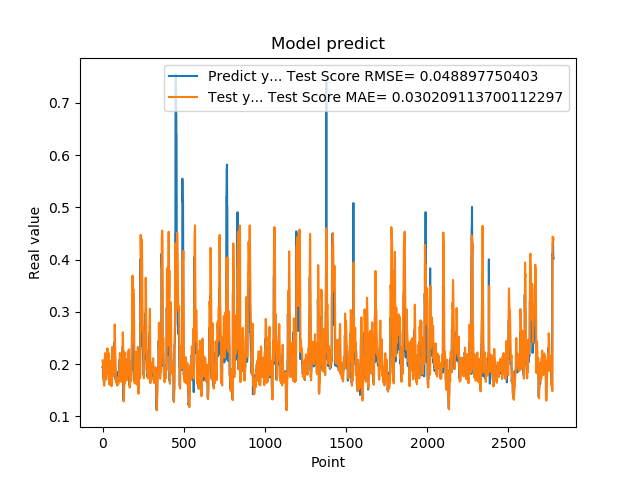 Model predict
Predict y... Test Score RMSE= 0.048897750403
Test y... Test Score MAE= 0.030209113700112297
0.7
0.6
0.5
0.4
0.3
0.2
0.1
Real value
0 500 1000 1500 2000 2500
Point